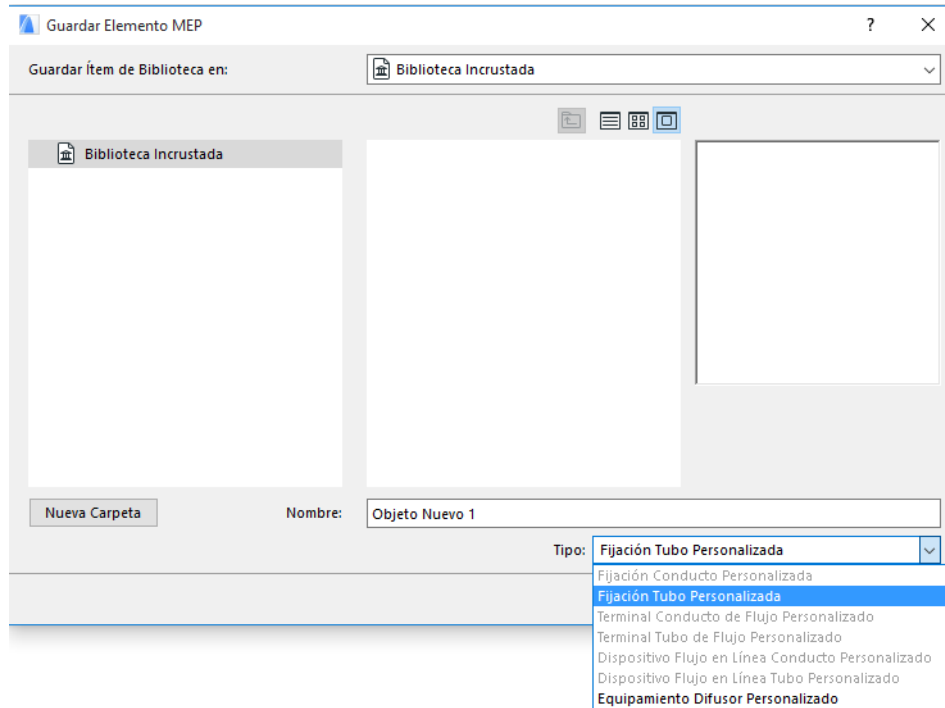 Guardar Elemento MEP
?
Guardar Ítem de Biblioteca en:
Biblioteca Incrustada
Biblioteca Incrustada
Nueva Carpeta
Nombre:
Objeto Nuevo 1
Tipo:
Fijación Tubo Personalizada
Fijación Conducto Personalizada
Fijación Tubo Personalizada
Terminal Conducto de Flujo Personalizado
Terminal Tubo de Flujo Personalizado
Dispositivo Flujo en Línea Conducto Personalizado
Dispositivo Flujo en Línea Tubo Personalizado
Equipamiento Difusor Personalizado